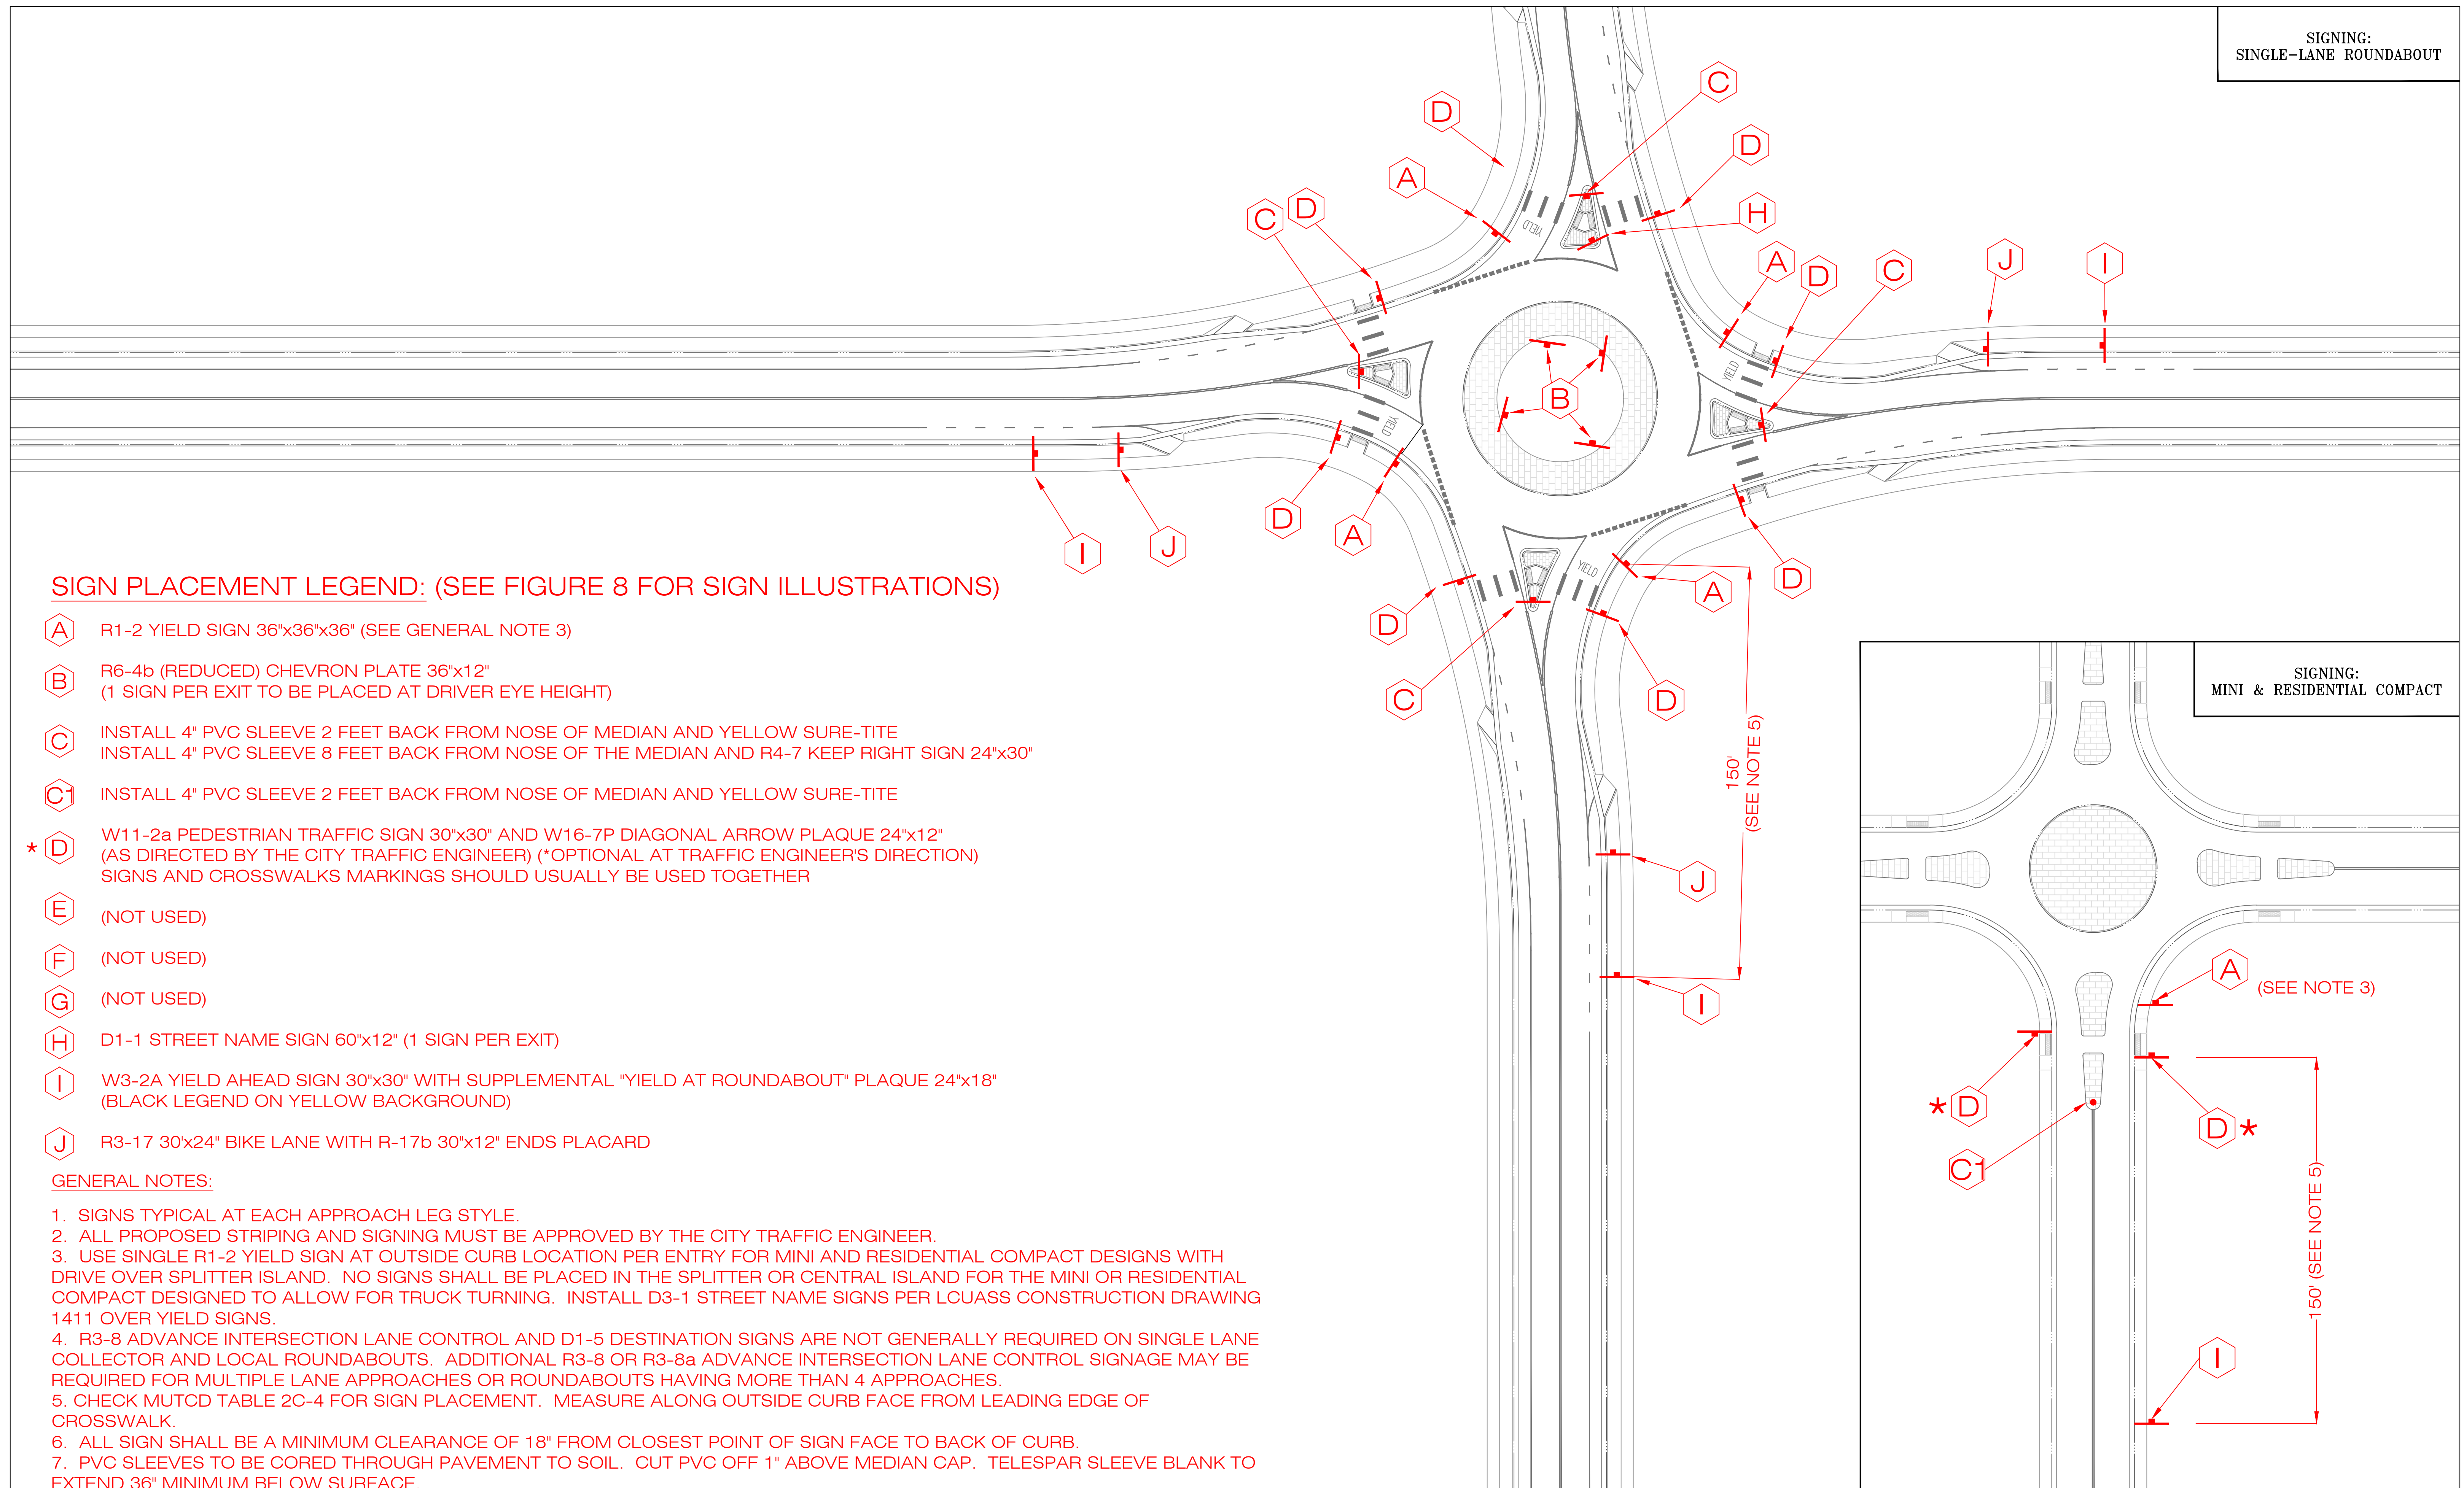 SIGNING:
SINGLE-LANE ROUNDABOUT
C
D
D
A
H
C
D
A
D
C
J
I
B
I
J
D
A
D
C
A
D
D
150'
(SEE NOTE 5)
J
I
YIELD
YIELD
YIELD
YIELD
SIGN PLACEMENT LEGEND: (SEE FIGURE 8 FOR SIGN ILLUSTRATIONS)
A R1-2 YIELD SIGN 36"x36"x36" (SEE GENERAL NOTE 3)
B R6-4b (REDUCED) CHEVRON PLATE 36"x12"
(1 SIGN PER EXIT TO BE PLACED AT DRIVER EYE HEIGHT)
C INSTALL 4" PVC SLEEVE 2 FEET BACK FROM NOSE OF MEDIAN AND YELLOW SURE-TITE
INSTALL 4" PVC SLEEVE 8 FEET BACK FROM NOSE OF THE MEDIAN AND R4-7 KEEP RIGHT SIGN 24"x30"
C1 INSTALL 4" PVC SLEEVE 2 FEET BACK FROM NOSE OF MEDIAN AND YELLOW SURE-TITE
* D W11-2a PEDESTRIAN TRAFFIC SIGN 30"x30" AND W16-7P DIAGONAL ARROW PLAQUE 24"x12"
(AS DIRECTED BY THE CITY TRAFFIC ENGINEER) (*OPTIONAL AT TRAFFIC ENGINEER'S DIRECTION)
SIGNS AND CROSSWALKS MARKINGS SHOULD USUALLY BE USED TOGETHER
E (NOT USED)
F (NOT USED)
G (NOT USED)
H D1-1 STREET NAME SIGN 60"x12" (1 SIGN PER EXIT)
I W3-2A YIELD AHEAD SIGN 30"x30" WITH SUPPLEMENTAL "YIELD AT ROUNDABOUT" PLAQUE 24"x18"
(BLACK LEGEND ON YELLOW BACKGROUND)
J R3-17 30'x24" BIKE LANE WITH R-17b 30"x12" ENDS PLACARD
GENERAL NOTES:
1. SIGNS TYPICAL AT EACH APPROACH LEG STYLE.
2. ALL PROPOSED STRIPING AND SIGNING MUST BE APPROVED BY THE CITY TRAFFIC ENGINEER.
3. USE SINGLE R1-2 YIELD SIGN AT OUTSIDE CURB LOCATION PER ENTRY FOR MINI AND RESIDENTIAL COMPACT DESIGNS WITH
DRIVE OVER SPLITTER ISLAND. NO SIGNS SHALL BE PLACED IN THE SPLITTER OR CENTRAL ISLAND FOR THE MINI OR RESIDENTIAL
COMPACT DESIGNED TO ALLOW FOR TRUCK TURNING. INSTALL D3-1 STREET NAME SIGNS PER LCUASS CONSTRUCTION DRAWING
1411 OVER YIELD SIGNS.
4. R3-8 ADVANCE INTERSECTION LANE CONTROL AND D1-5 DESTINATION SIGNS ARE NOT GENERALLY REQUIRED ON SINGLE LANE
COLLECTOR AND LOCAL ROUNDABOUTS. ADDITIONAL R3-8 OR R3-8a ADVANCE INTERSECTION LANE CONTROL SIGNAGE MAY BE
REQUIRED FOR MULTIPLE LANE APPROACHES OR ROUNDABOUTS HAVING MORE THAN 4 APPROACHES.
5. CHECK MUTCD TABLE 2C-4 FOR SIGN PLACEMENT. MEASURE ALONG OUTSIDE CURB FACE FROM LEADING EDGE OF
CROSSWALK.
6. ALL SIGN SHALL BE A MINIMUM CLEARANCE OF 18" FROM CLOSEST POINT OF SIGN FACE TO BACK OF CURB.
7. PVC SLEEVES TO BE CORED THROUGH PAVEMENT TO SOIL. CUT PVC OFF 1" ABOVE MEDIAN CAP. TELESPAR SLEEVE BLANK TO
EXTEND 36" MINIMUM BELOW SURFACE.
SIGNING:
MINI & RESIDENTIAL COMPACT
A
(SEE NOTE 3)
* D
D *
C1
150' (SEE NOTE 5)
I